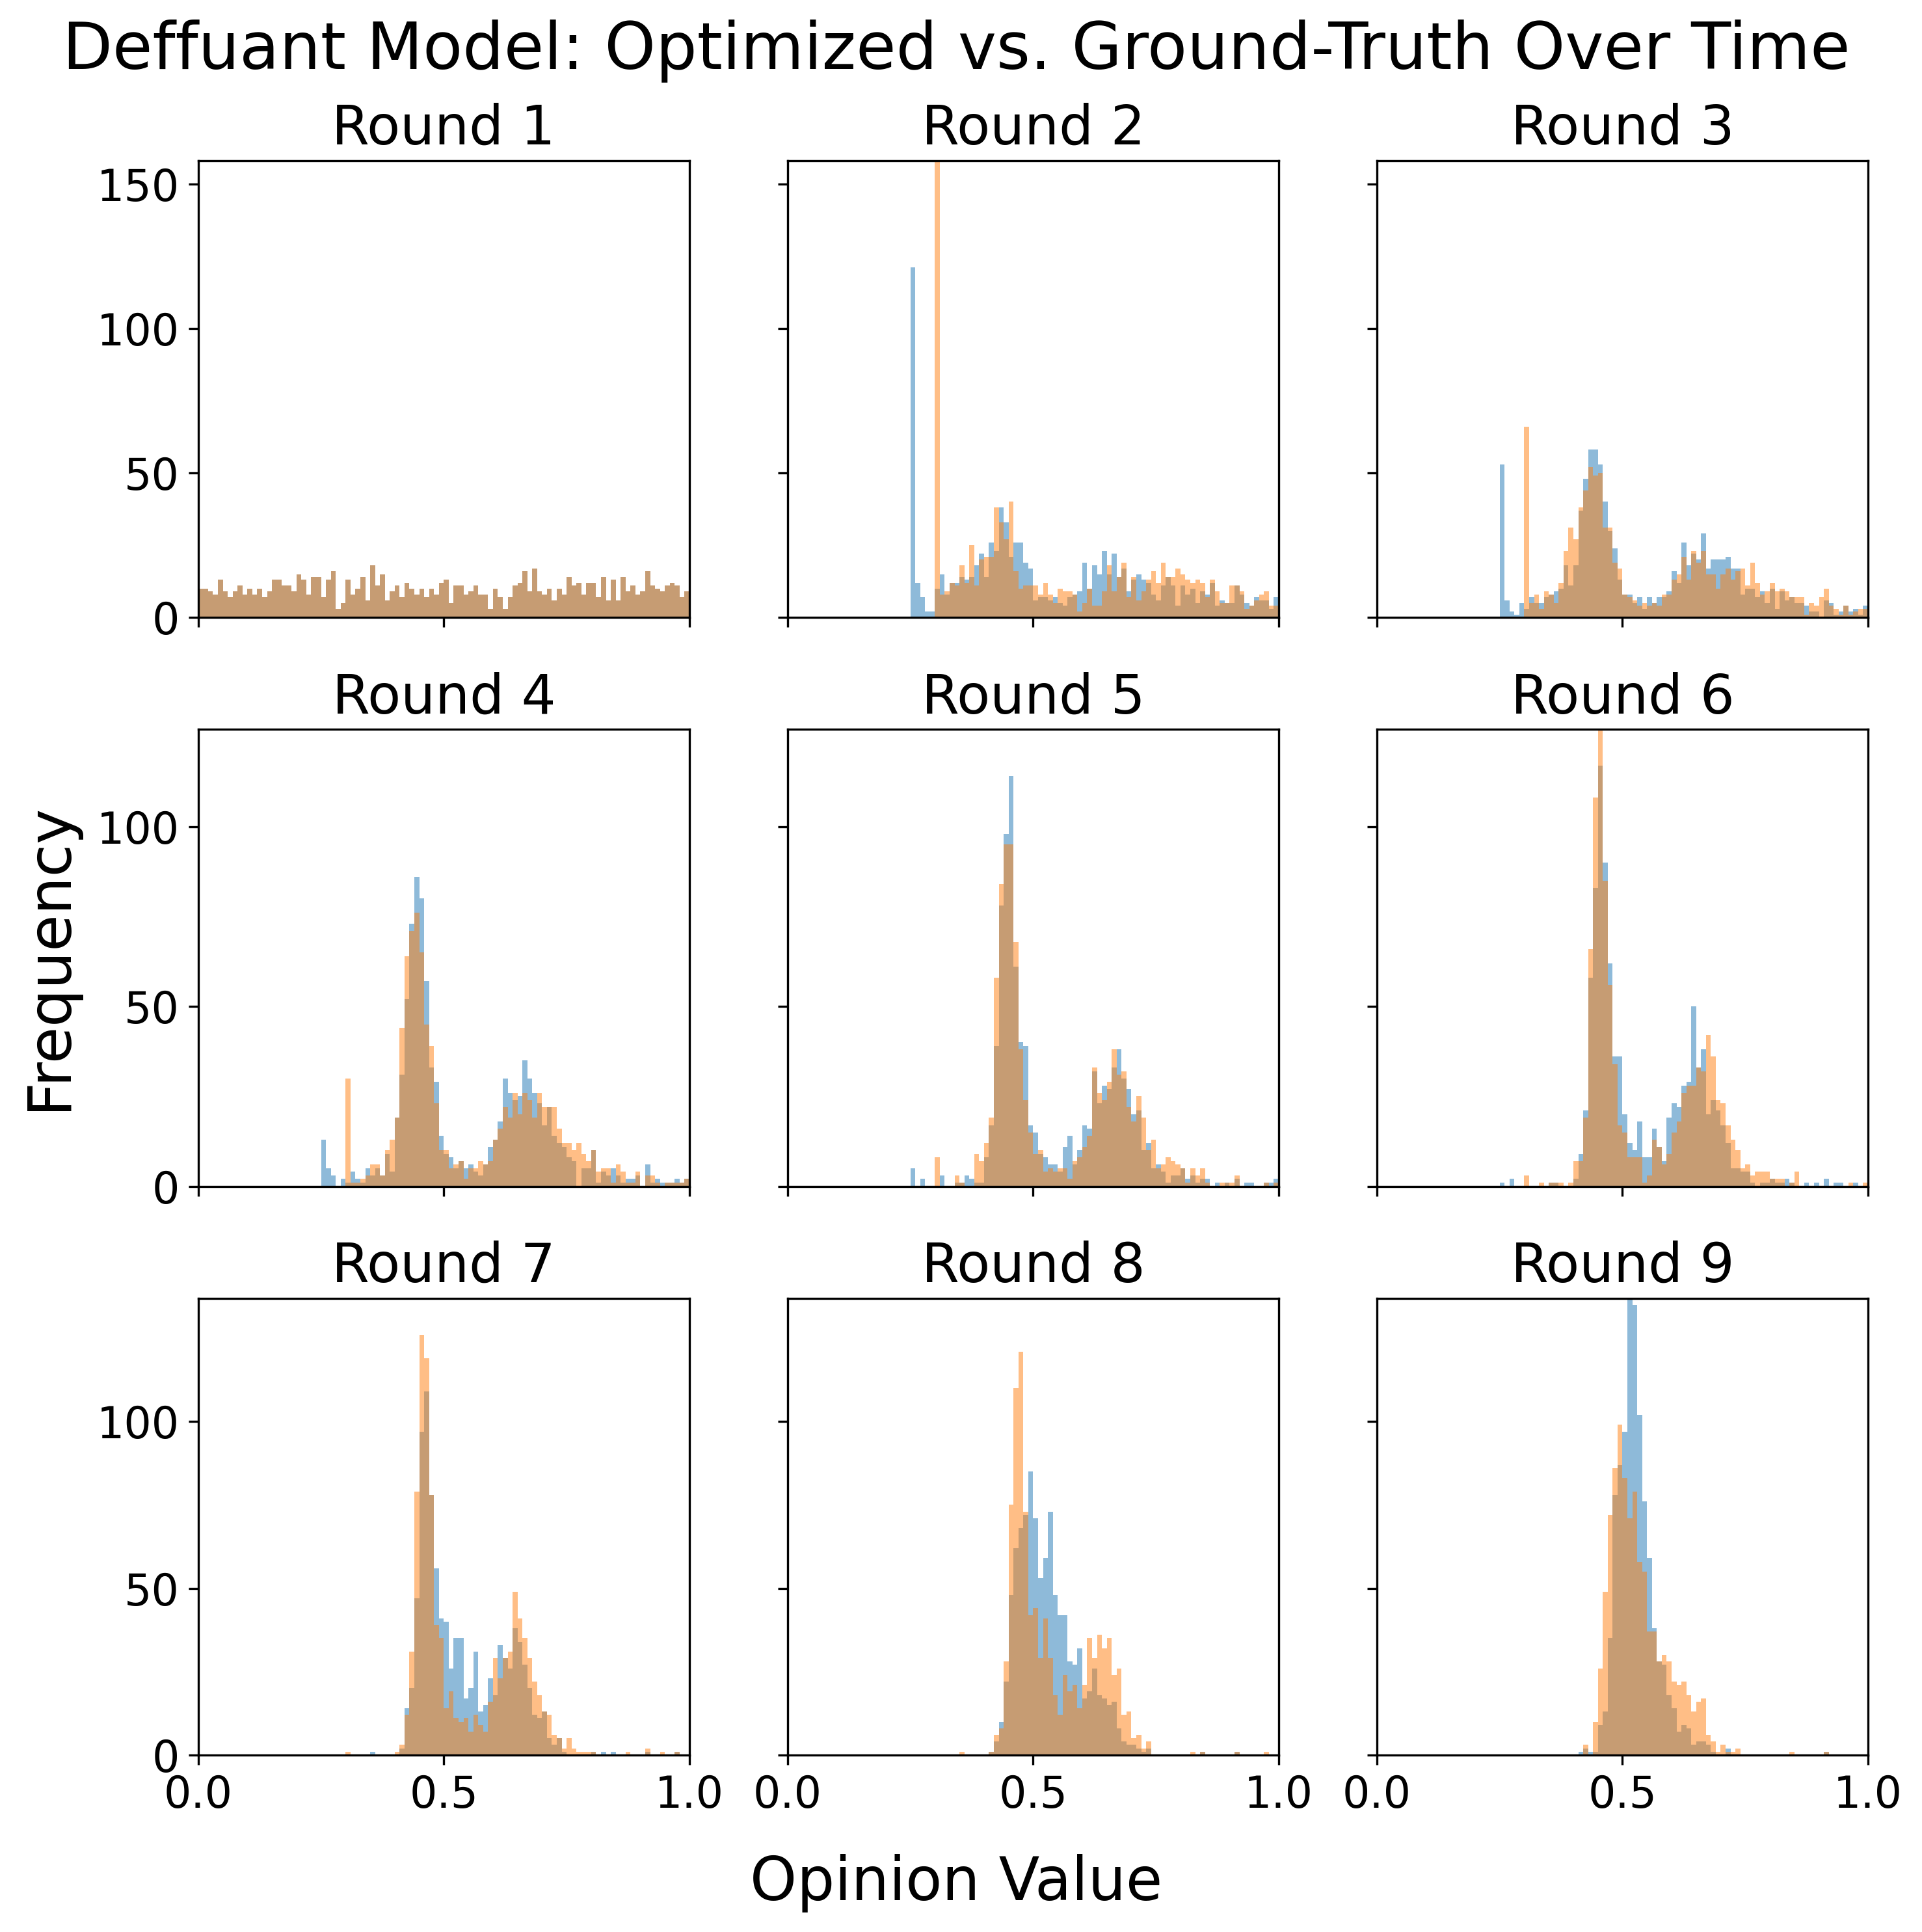 Deffuant Model: Optimized vs. Ground-Truth Over Time
Round 1
Round 2
Round 3
150
100
50
0
Round 4
Round 5
Round 6
100
50
0
Frequency
Round 7
Round 8
Round 9
100
50
0
0.0 0.5 1.0 0.0 0.5 1.0 0.0 0.5 1.0
Opinion Value